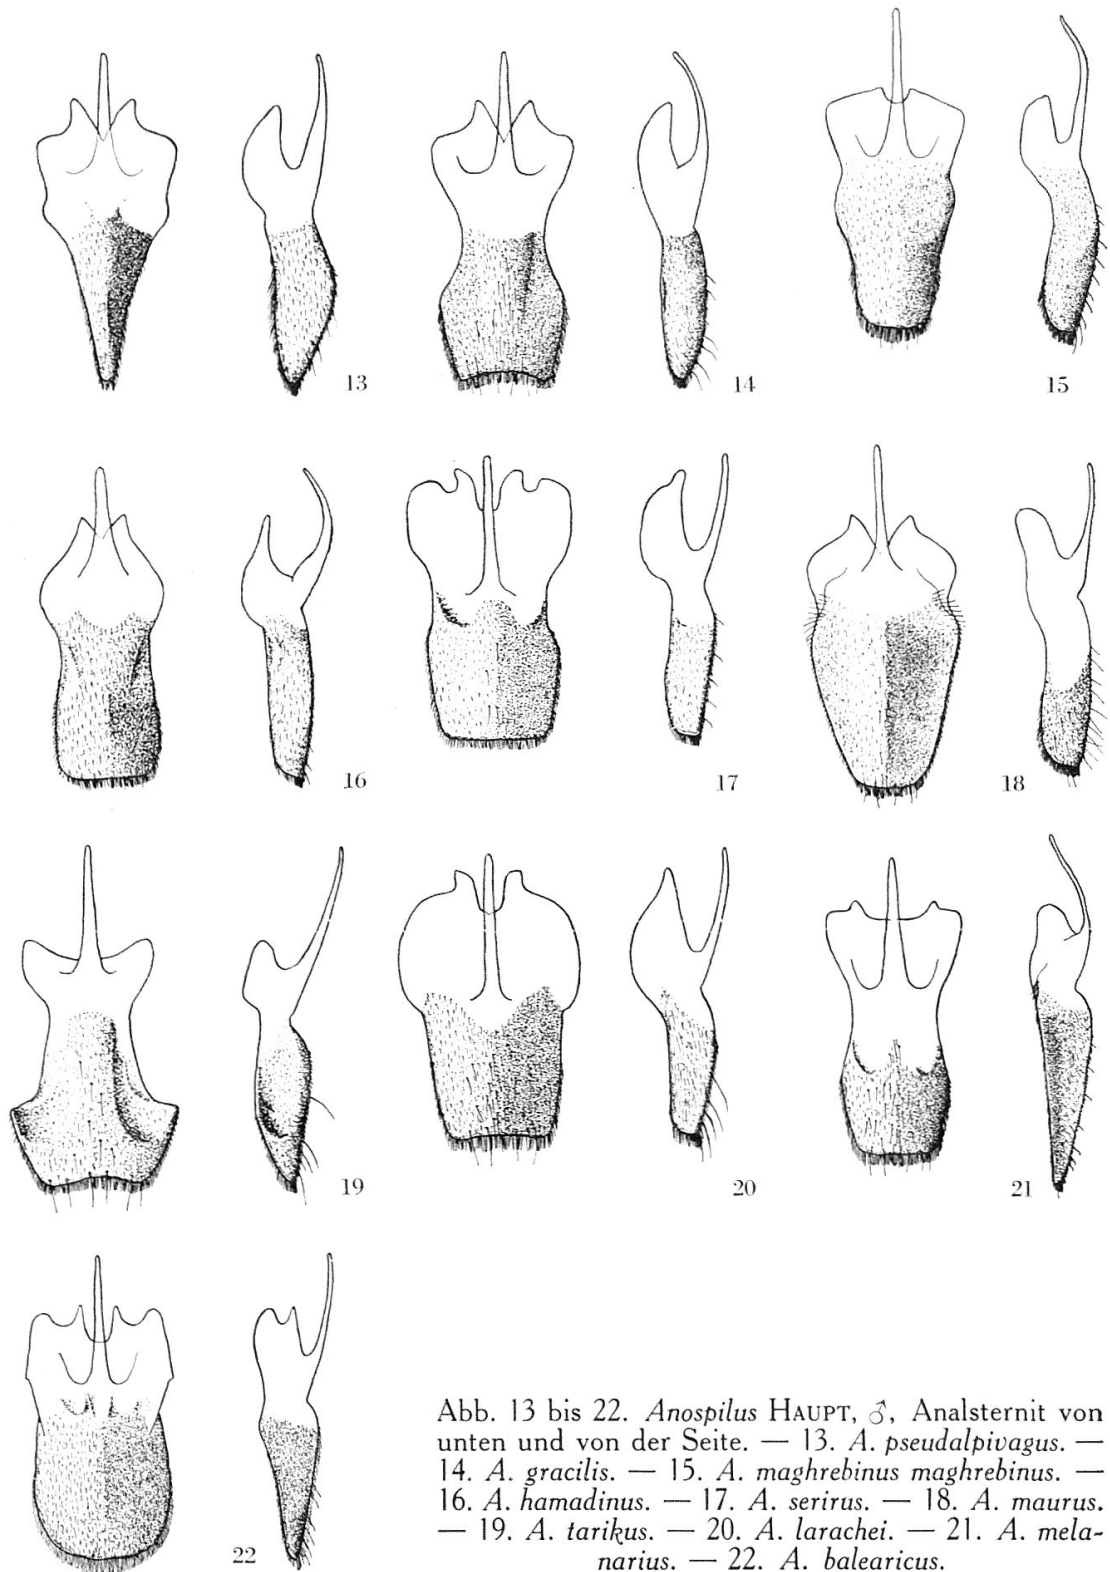 13
14
15
16
17
18
19
20
21
22
Abb. 13 bis 22. Anospilus HAUPT, ♂, Analsternit von
unten und von der Seite. — 13. A. pseudalpivagus. —
14. A. gracilis. — 15. A. maghrebinus maghrebinus. —
16. A. hamadinus. — 17. A. serirus. — 18. A. maurus.
— 19. A. tarikus. — 20. A. larachei. — 21. A. mela-
narius. — 22. A. balearicus.